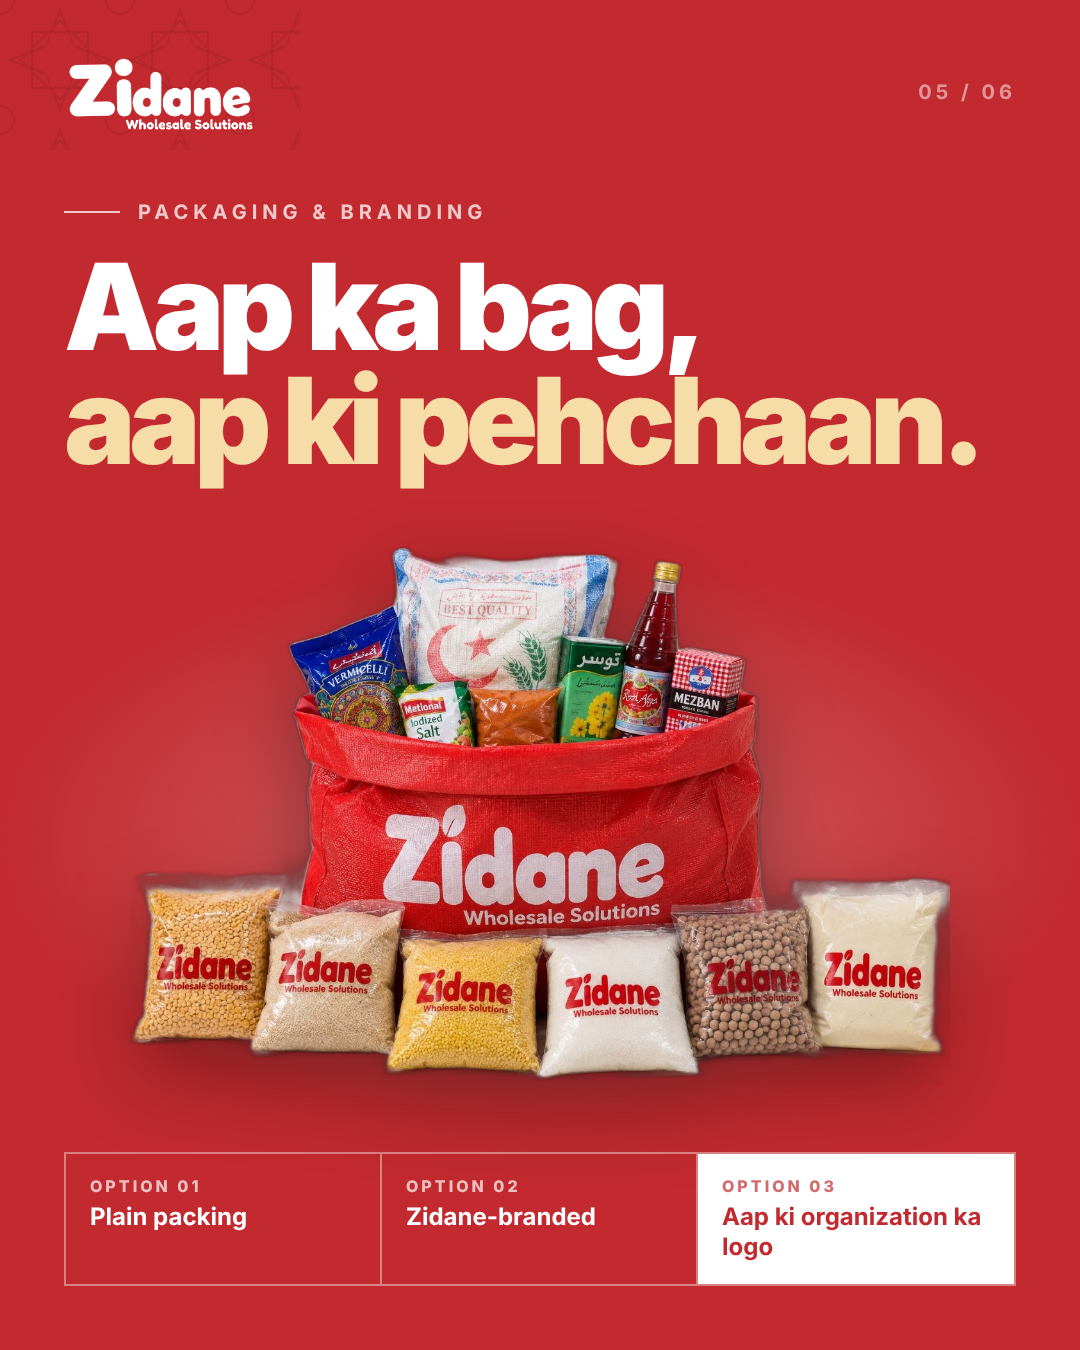 Zidane
Wholesale Solutions
05 / 06
PACKAGING & BRANDING
Aap ka bag,
aap ki pehchaan.
BEST QUALITY
VERMICELLI
Metional
Iodized
Salt
توسر
Rooh Afza
MEZBAN
Zidane
Wholesale Solutions
Zidane
Wholesale Solutions
Zidane
Wholesale Solutions
Zidane
Wholesale Solutions
Zidane
Wholesale Solutions
Zidane
Wholesale Solutions
Zidane
Wholesale Solutions
OPTION 01
Plain packing
OPTION 02
Zidane-branded
OPTION 03
Aap ki organization ka
logo